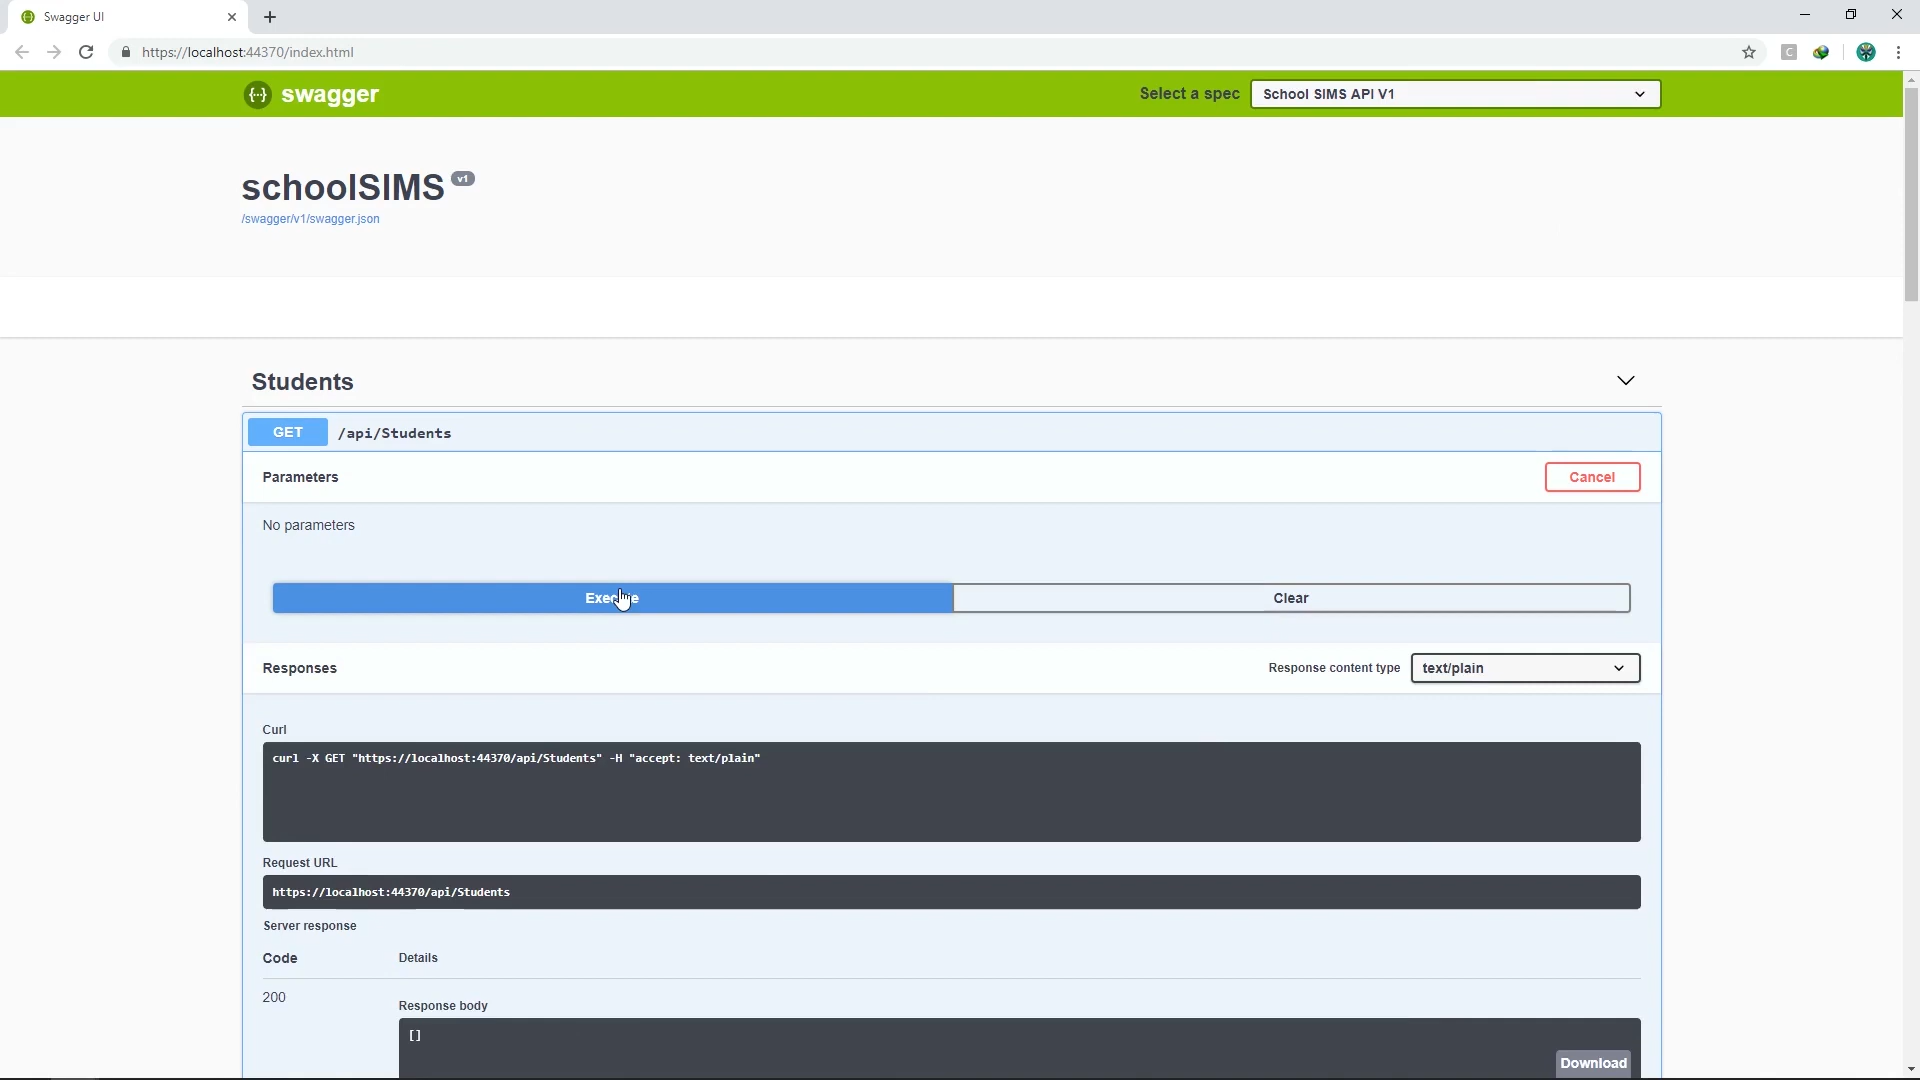 Swagger UI
https://localhost:44370/index.html
swagger
Select a spec
School SIMS API V1
schoolSIMS
v1
/swagger/v1/swagger.json
Students
GET
/api/Students
Parameters
Cancel
No parameters
Execute
Clear
Responses
Response content type
text/plain
Curl
curl -X GET "https://localhost:44370/api/Students" -H "accept: text/plain"
Request URL
https://localhost:44370/api/Students
Server response
Code
Details
200
Response body
[]
Download